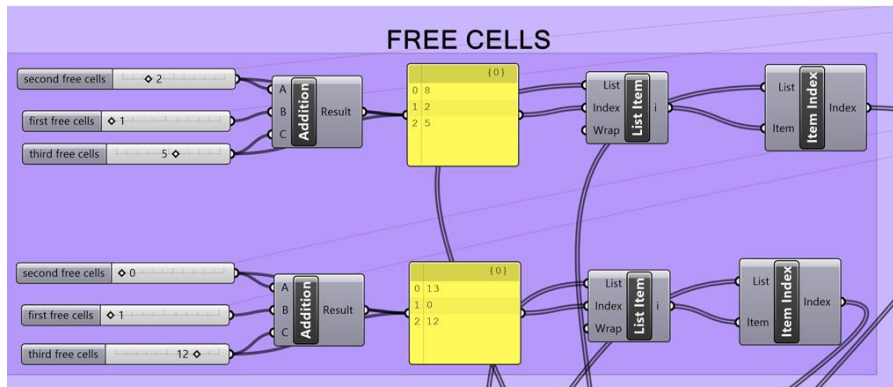 FREE CELLS
second free cells 2
first free cells 1
third free cells 5
A
B
C
Addition
Result
{0}
0 8
1 2
2 5
List
Index
Wrap
List Item
i
List
Item
Item Index
Index
second free cells 0
first free cells 1
third free cells 12
A
B
C
Addition
Result
{0}
0 13
1 0
2 12
List
Index
Wrap
List Item
i
List
Item
Item Index
Index